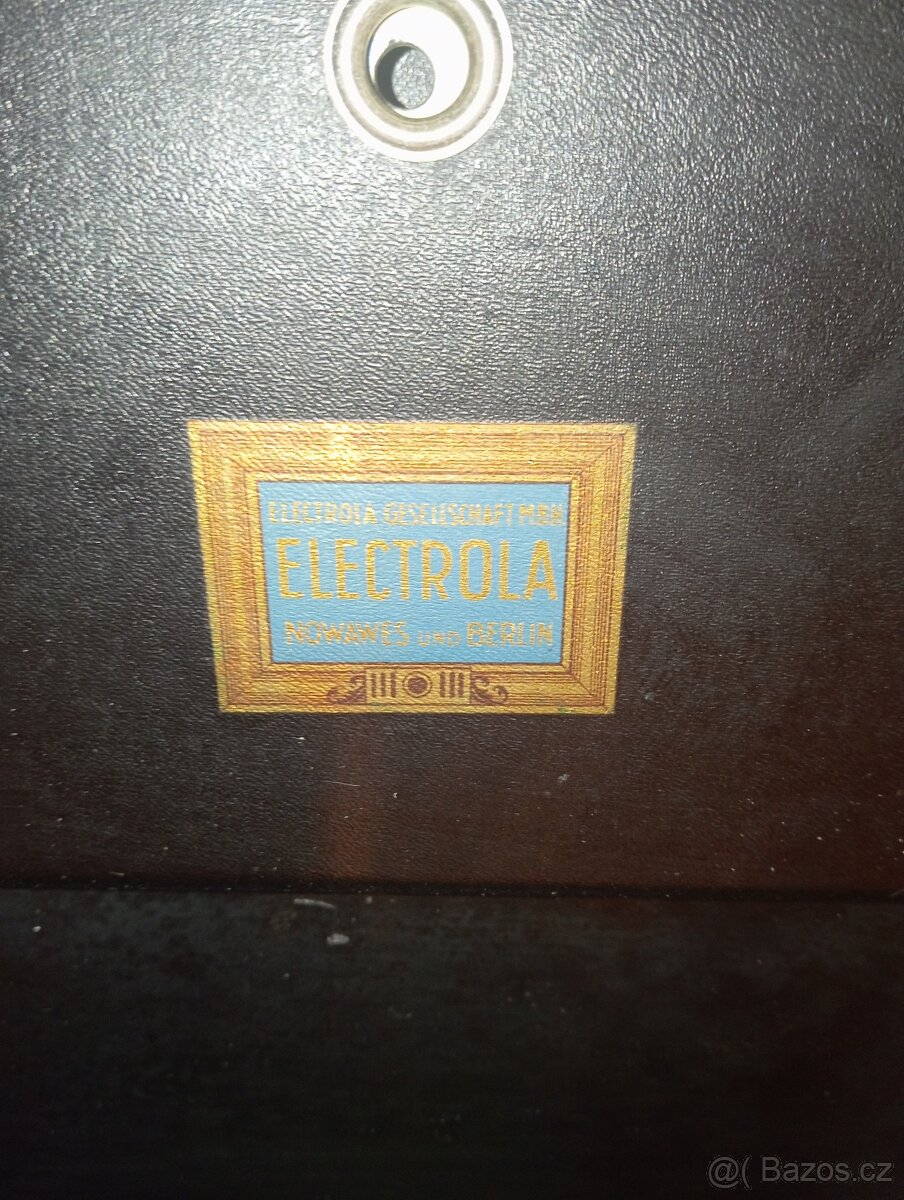 ELECTROLA GESELLSCHAFT M.B.H.
ELECTROLA
NOWAWES UND BERLIN
@( Bazos.cz